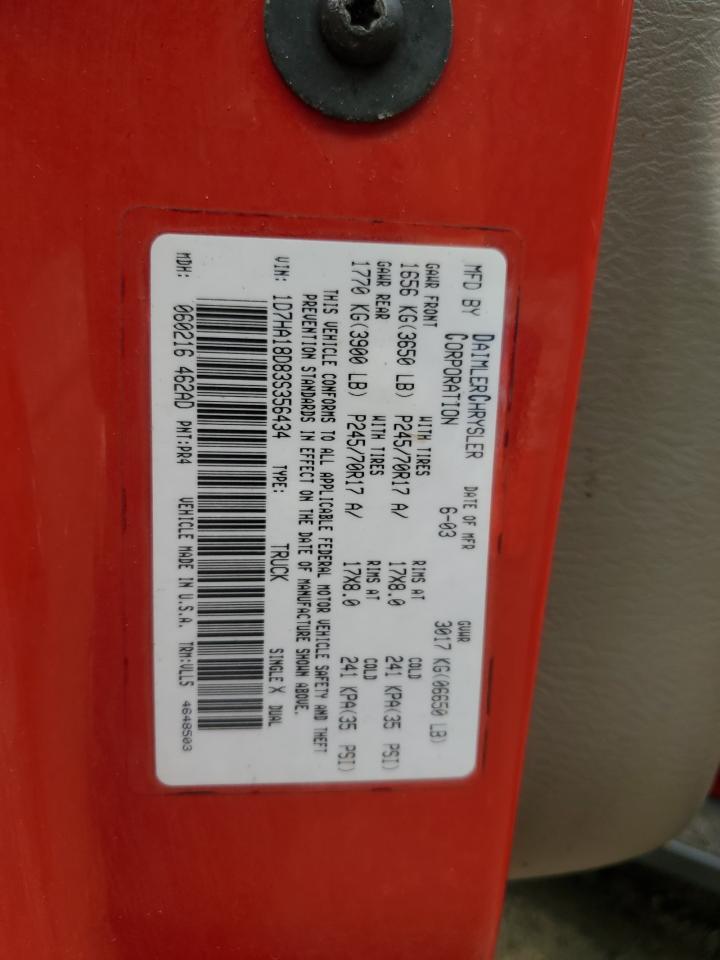 MFD BY DAIMLERCHRYSLER CORPORATION DATE OF MFR 6-03 GVWR 3017 KG(06650 LB)
GAWR FRONT WITH TIRES RIMS AT COLD
1656 KG(3650 LB) P245/70R17 A/ 17X8.0 241 KPA(35 PSI)
GAWR REAR WITH TIRES RIMS AT COLD
1770 KG(3900 LB) P245/70R17 A/ 17X8.0 241 KPA(35 PSI)
THIS VEHICLE CONFORMS TO ALL APPLICABLE FEDERAL MOTOR VEHICLE SAFETY AND THEFT
PREVENTION STANDARDS IN EFFECT ON THE DATE OF MANUFACTURE SHOWN ABOVE.
VIN: 1D7HA18D83S356434 TYPE: TRUCK SINGLE X DUAL
MDH: 060216 462AD PNT:PR4 VEHICLE MADE IN U.S.A. TRM:VLL5 4648503